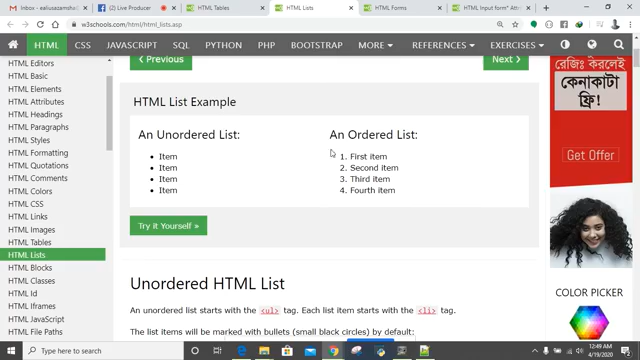 Inbox - ealiusazamsha
(2) Live Producer
HTML Tables
HTML Lists
HTML Forms
HTML Input form* Attri
w3schools.com/html/html_lists.asp
HTML CSS JAVASCRIPT SQL PYTHON PHP BOOTSTRAP MORE REFERENCES EXERCISES
HTML Editors
HTML Basic
HTML Elements
HTML Attributes
HTML Headings
HTML Paragraphs
HTML Styles
HTML Formatting
HTML Quotations
HTML Comments
HTML Colors
HTML CSS
HTML Links
HTML Images
HTML Tables
HTML Lists
HTML Blocks
HTML Classes
HTML Id
HTML Iframes
HTML JavaScript
HTML File Paths
❮ Previous
Next ❯
HTML List Example
An Unordered List:
• Item
• Item
• Item
• Item
An Ordered List:
1. First item
2. Second item
3. Third item
4. Fourth item
Try it Yourself »
Unordered HTML List
An unordered list starts with the <ul> tag. Each list item starts with the <li> tag.
The list items will be marked with bullets (small black circles) by default:
রেজিঃ করলেই
কেনাকাটা
ফ্রি!
Get Offer
COLOR PICKER
Type here to search
12:49 AM
4/19/2020